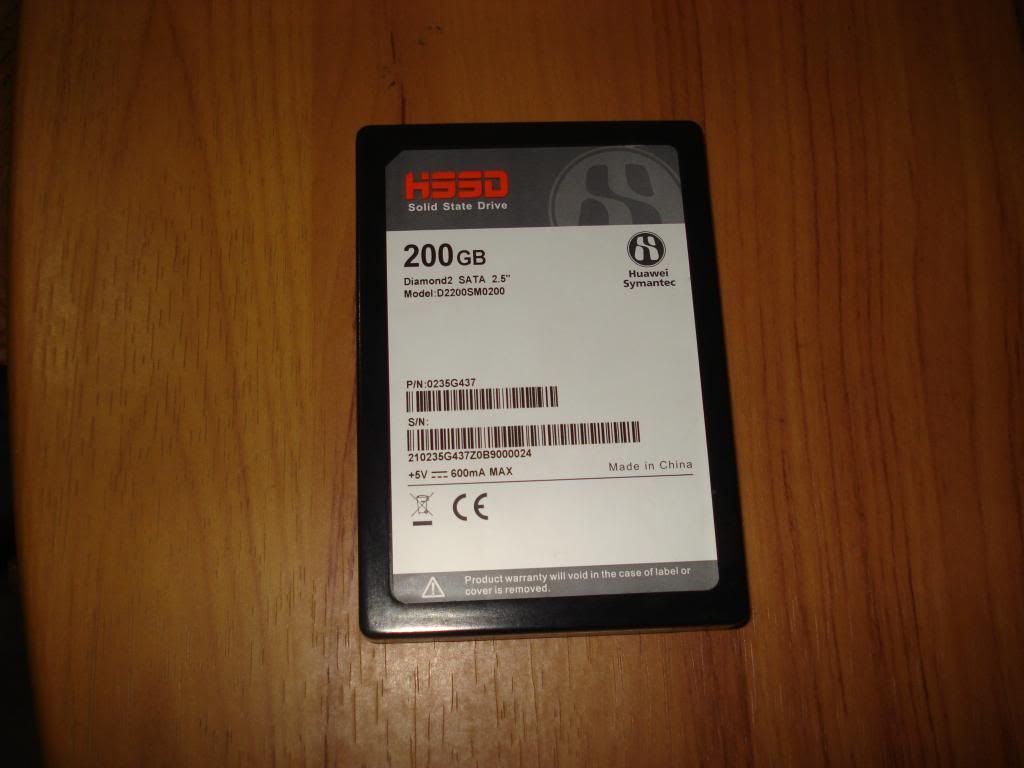 HSSD
Solid State Drive
200GB
Diamond2 SATA 2.5"
Model:D2200SM0200
Huawei
Symantec
P/N:0235G437
S/N:
210235G437Z0B9000024
+5V ⎓ 600mA MAX
Made in China
CE
Product warranty will void in the case of label or
cover is removed.